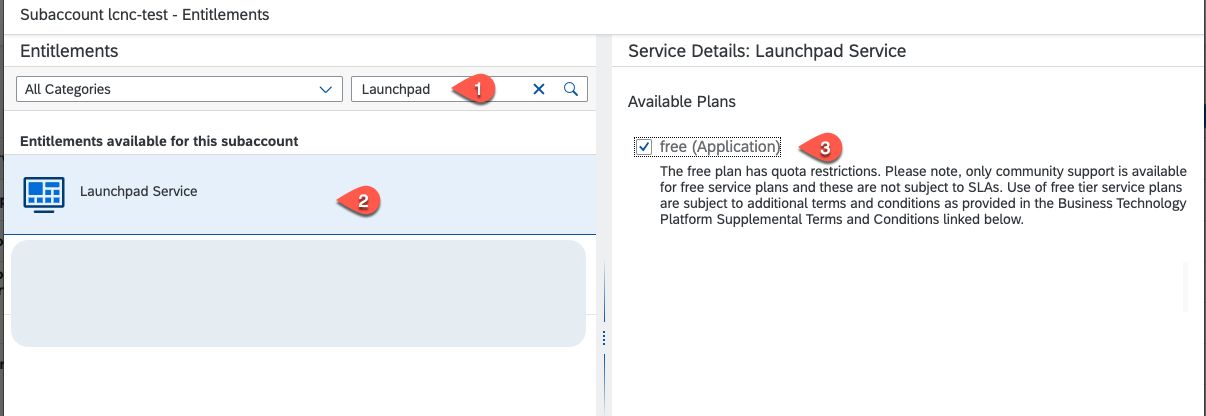 Subaccount lcnc-test - Entitlements
Entitlements
All Categories
Launchpad
1
Entitlements available for this subaccount
Launchpad Service
2
Service Details: Launchpad Service
Available Plans
free (Application)
3
The free plan has quota restrictions. Please note, only community support is available
for free service plans and these are not subject to SLAs. Use of free tier service plans
are subject to additional terms and conditions as provided in the Business Technology
Platform Supplemental Terms and Conditions linked below.